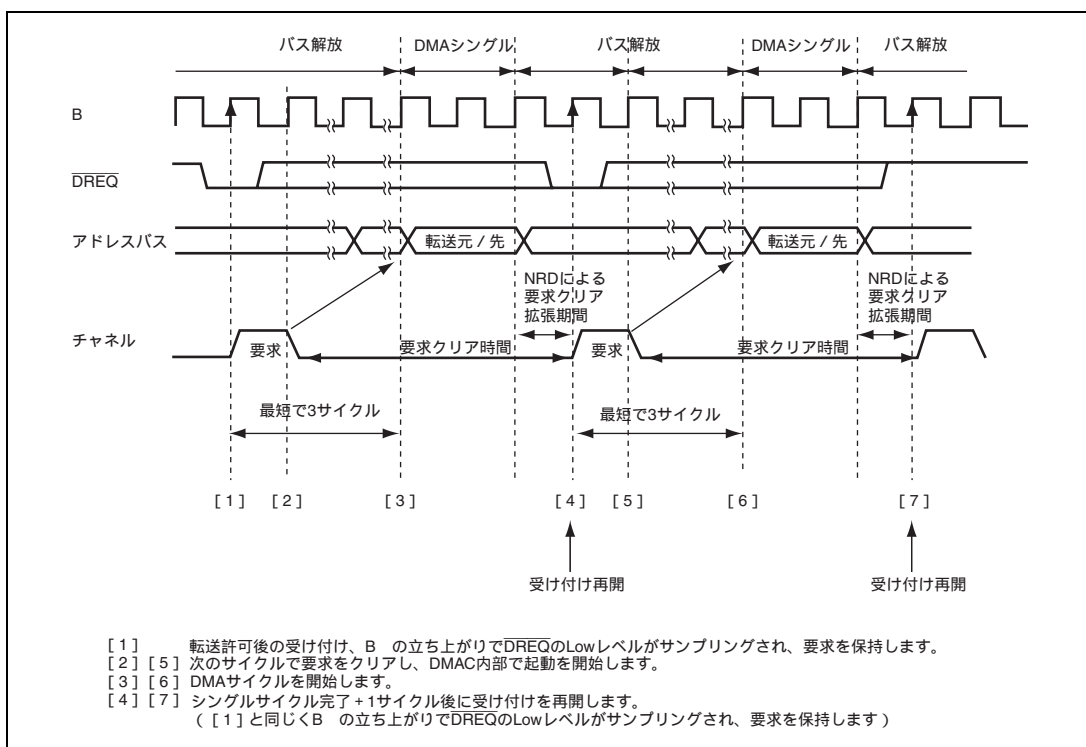 バス解放 DMAシングル バス解放 DMAシングル バス解放
B
DREQ
アドレスバス 転送元 / 先 転送元 / 先
NRDによる NRDによる
要求クリア 要求クリア
拡張期間 拡張期間
チャネル 要求 要求クリア時間 要求 要求クリア時間
最短で3サイクル 最短で3サイクル
[ 1 ] [ 2 ] [ 3 ] [ 4 ] [ 5 ] [ 6 ] [ 7 ]
受け付け再開 受け付け再開
[ 1 ] 転送許可後の受け付け、B の立ち上がりでDREQのLowレベルがサンプリングされ、要求を保持します。
[ 2 ] [ 5 ] 次のサイクルで要求をクリアし、DMAC内部で起動を開始します。
[ 3 ] [ 6 ] DMAサイクルを開始します。
[ 4 ] [ 7 ] シングルサイクル完了 + 1サイクル後に受け付けを再開します。
( [ 1 ] と同じくB の立ち上がりでDREQのLowレベルがサンプリングされ、要求を保持します )